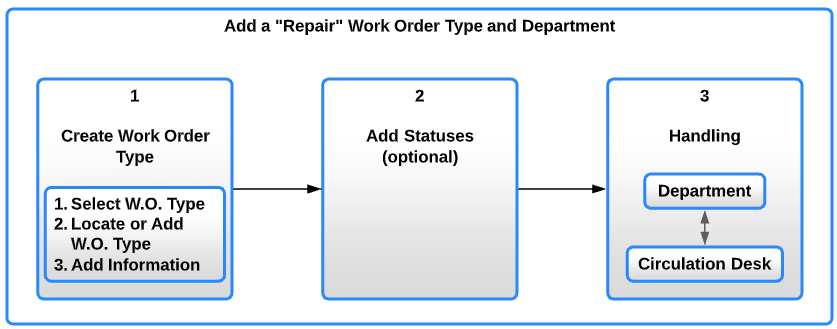 Add a "Repair" Work Order Type and Department
1
Create Work Order
Type
1. Select W.O. Type
2. Locate or Add
W.O. Type
3. Add Information
2
Add Statuses
(optional)
3
Handling
Department
Circulation Desk